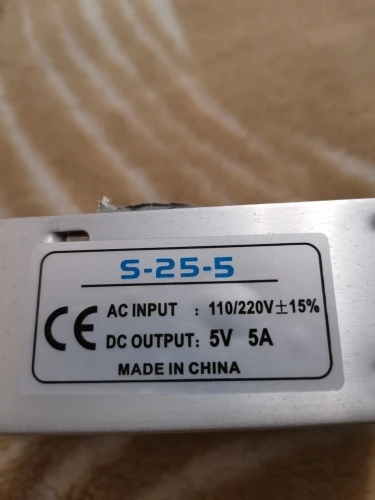 S-25-5
CE AC INPUT : 110/220V±15%
DC OUTPUT: 5V 5A
MADE IN CHINA